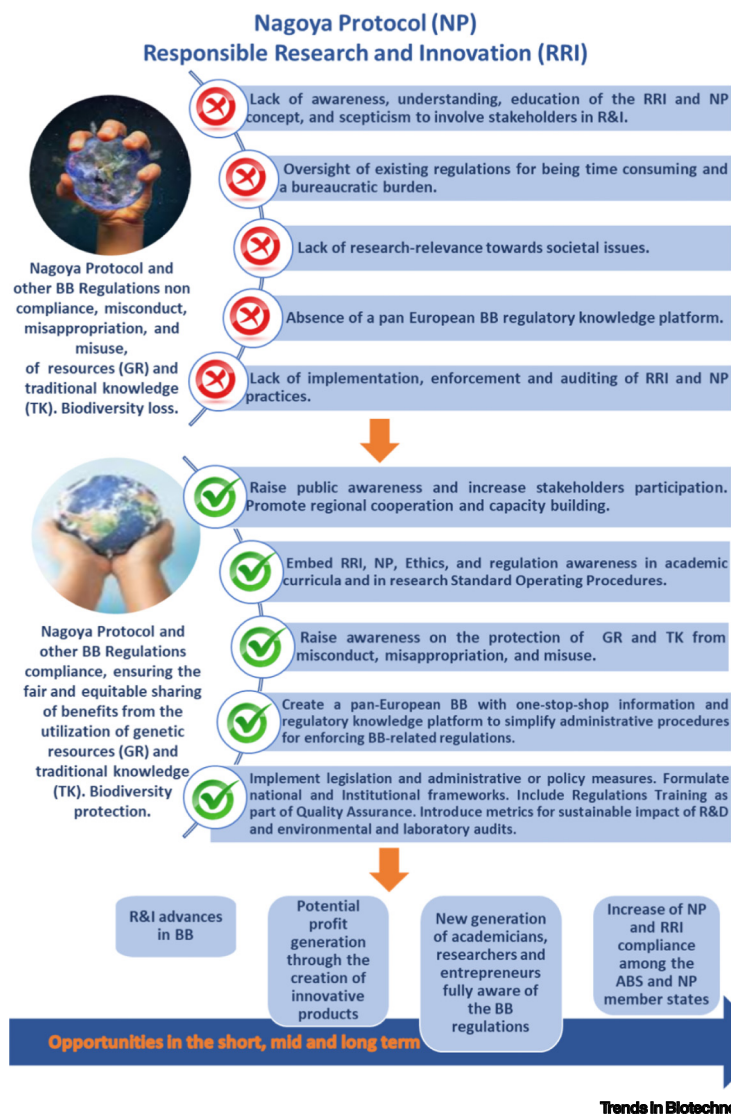 Nagoya Protocol (NP)
Responsible Research and Innovation (RRI)
Lack of awareness, understanding, education of the RRI and NP
concept, and scepticism to involve stakeholders in R&I.
Oversight of existing regulations for being time consuming and
a bureaucratic burden.
Lack of research-relevance towards societal issues.
Absence of a pan European BB regulatory knowledge platform.
Lack of implementation, enforcement and auditing of RRI and NP
practices.
Nagoya Protocol and
other BB Regulations non
compliance, misconduct,
misappropriation, and
misuse,
of resources (GR) and
traditional knowledge
(TK). Biodiversity loss.
Raise public awareness and increase stakeholders participation.
Promote regional cooperation and capacity building.
Embed RRI, NP, Ethics, and regulation awareness in academic
curricula and in research Standard Operating Procedures.
Raise awareness on the protection of GR and TK from
misconduct, misappropriation, and misuse.
Create a pan-European BB with one-stop-shop information and
regulatory knowledge platform to simplify administrative procedures
for enforcing BB-related regulations.
Implement legislation and administrative or policy measures. Formulate
national and Institutional frameworks. Include Regulations Training as
part of Quality Assurance. Introduce metrics for sustainable impact of R&D
and environmental and laboratory audits.
Nagoya Protocol and
other BB Regulations
compliance, ensuring the
fair and equitable sharing
of benefits from the
utilization of genetic
resources (GR) and
traditional knowledge
(TK). Biodiversity
protection.
R&I advances
in BB
Potential
profit
generation
through the
creation of
innovative
products
New generation
of academicians,
researchers and
entrepreneurs
fully aware of
the BB
regulations
Increase of NP
and RRI
compliance
among the
ABS and NP
member states
Opportunities in the short, mid and long term
Trends in Biotechno